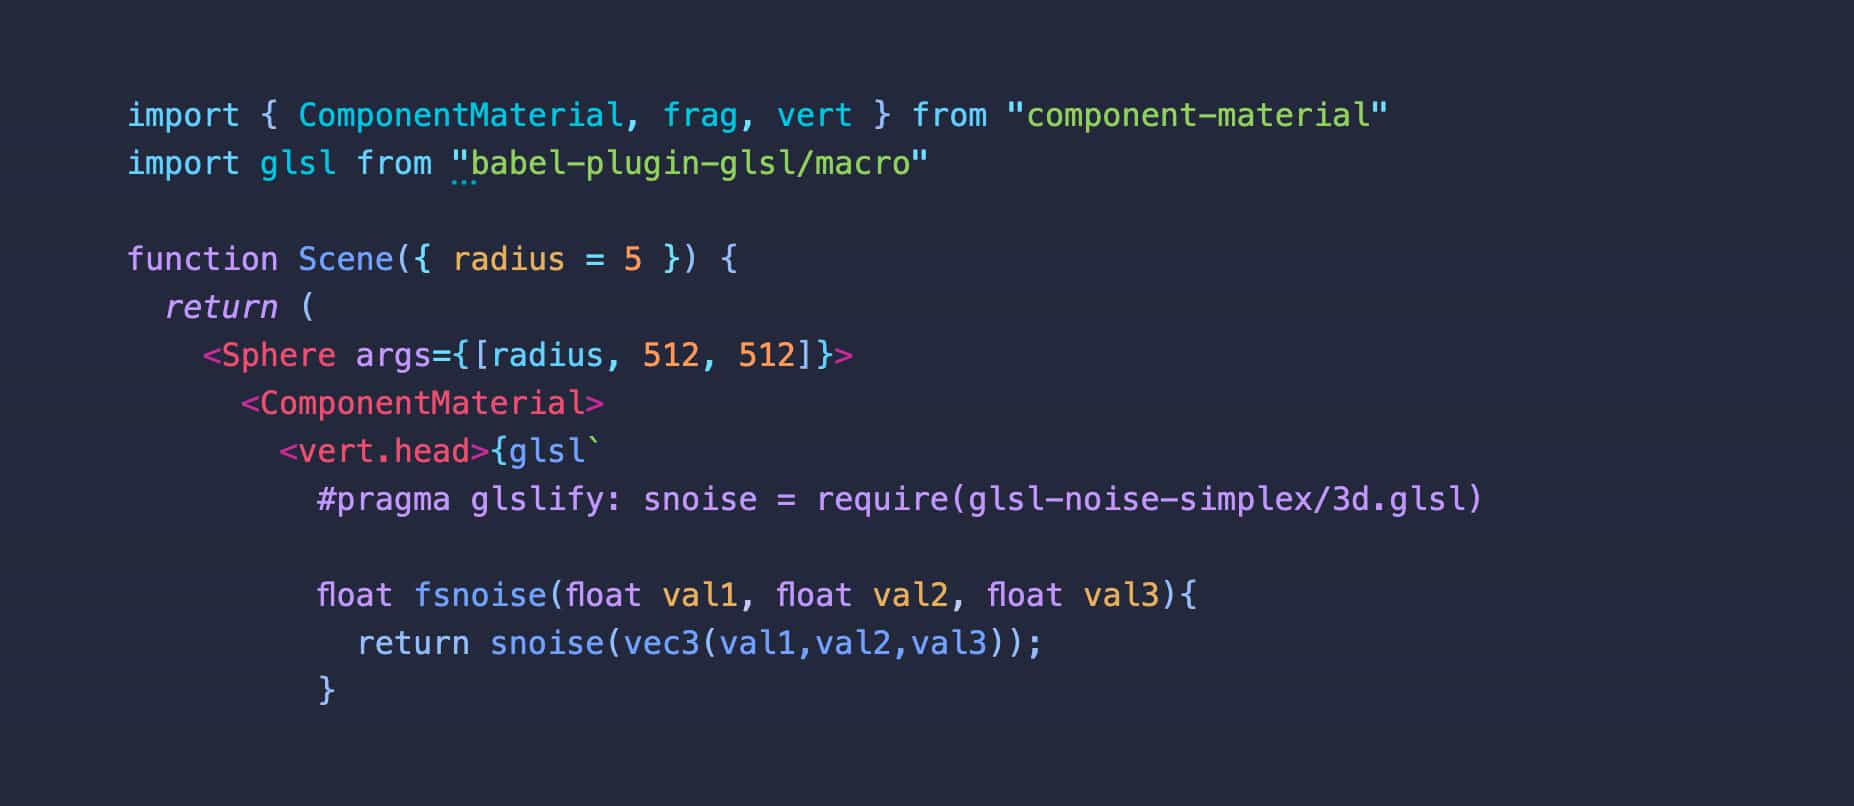 import { ComponentMaterial, frag, vert } from "component-material"
import glsl from "babel-plugin-glsl/macro"
function Scene({ radius = 5 }) {
return (
<Sphere args={[radius, 512, 512]}>
<ComponentMaterial>
<vert.head>{glsl`
#pragma glslify: snoise = require(glsl-noise-simplex/3d.glsl)
float fsnoise(float val1, float val2, float val3){
return snoise(vec3(val1,val2,val3));
}